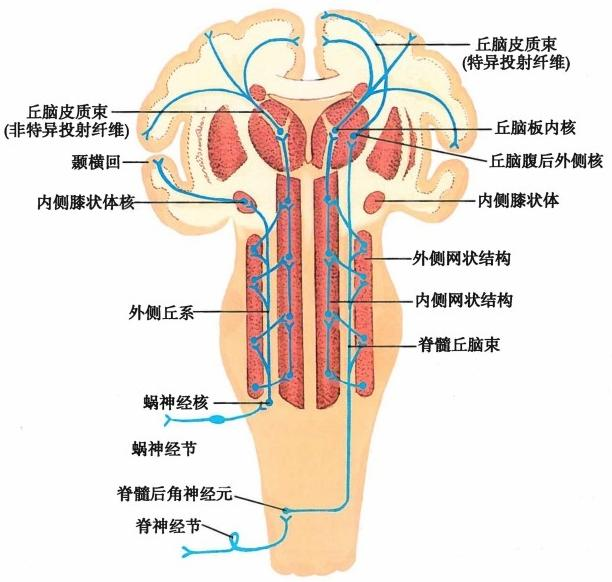 丘脑皮质束
(特异投射纤维)
丘脑皮质束
(非特异投射纤维)
丘脑板内核
颞横回
丘脑腹后外侧核
内侧膝状体核
内侧膝状体
外侧网状结构
内侧网状结构
外侧丘系
脊髓丘脑束
蜗神经核
蜗神经节
脊髓后角神经元
脊神经节